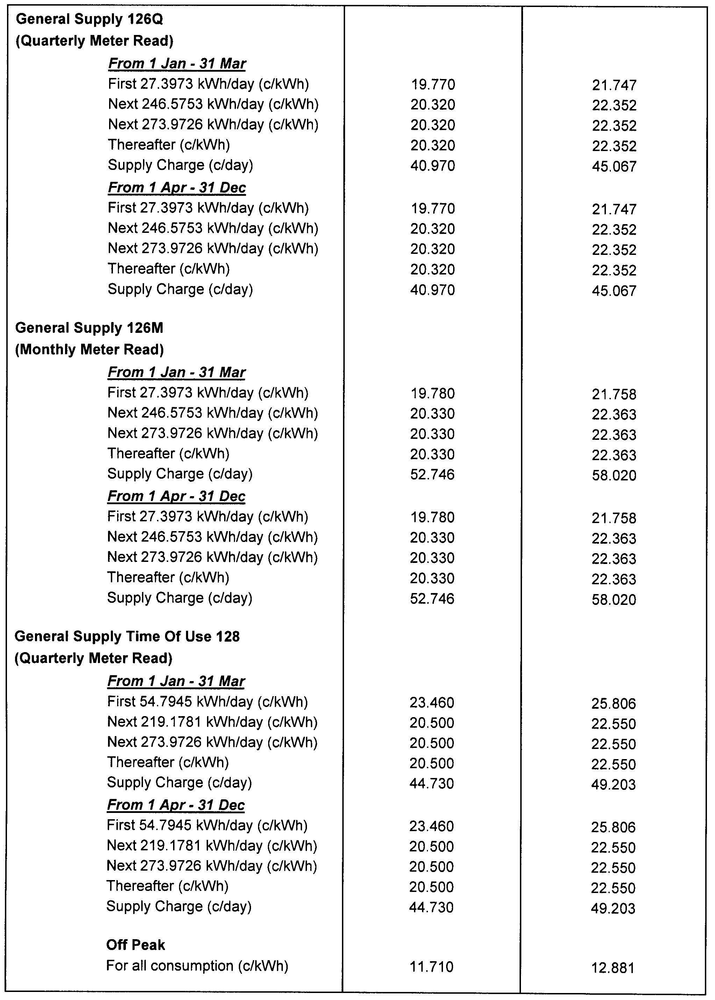 General Supply 126Q
(Quarterly Meter Read)
From 1 Jan - 31 Mar
First 27.3973 kWh/day (c/kWh) 19.770 21.747
Next 246.5753 kWh/day (c/kWh) 20.320 22.352
Next 273.9726 kWh/day (c/kWh) 20.320 22.352
Thereafter (c/kWh) 20.320 22.352
Supply Charge (c/day) 40.970 45.067
From 1 Apr - 31 Dec
First 27.3973 kWh/day (c/kWh) 19.770 21.747
Next 246.5753 kWh/day (c/kWh) 20.320 22.352
Next 273.9726 kWh/day (c/kWh) 20.320 22.352
Thereafter (c/kWh) 20.320 22.352
Supply Charge (c/day) 40.970 45.067
General Supply 126M
(Monthly Meter Read)
From 1 Jan - 31 Mar
First 27.3973 kWh/day (c/kWh) 19.780 21.758
Next 246.5753 kWh/day (c/kWh) 20.330 22.363
Next 273.9726 kWh/day (c/kWh) 20.330 22.363
Thereafter (c/kWh) 20.330 22.363
Supply Charge (c/day) 52.746 58.020
From 1 Apr - 31 Dec
First 27.3973 kWh/day (c/kWh) 19.780 21.758
Next 246.5753 kWh/day (c/kWh) 20.330 22.363
Next 273.9726 kWh/day (c/kWh) 20.330 22.363
Thereafter (c/kWh) 20.330 22.363
Supply Charge (c/day) 52.746 58.020
General Supply Time Of Use 128
(Quarterly Meter Read)
From 1 Jan - 31 Mar
First 54.7945 kWh/day (c/kWh) 23.460 25.806
Next 219.1781 kWh/day (c/kWh) 20.500 22.550
Next 273.9726 kWh/day (c/kWh) 20.500 22.550
Thereafter (c/kWh) 20.500 22.550
Supply Charge (c/day) 44.730 49.203
From 1 Apr - 31 Dec
First 54.7945 kWh/day (c/kWh) 23.460 25.806
Next 219.1781 kWh/day (c/kWh) 20.500 22.550
Next 273.9726 kWh/day (c/kWh) 20.500 22.550
Thereafter (c/kWh) 20.500 22.550
Supply Charge (c/day) 44.730 49.203
Off Peak
For all consumption (c/kWh) 11.710 12.881